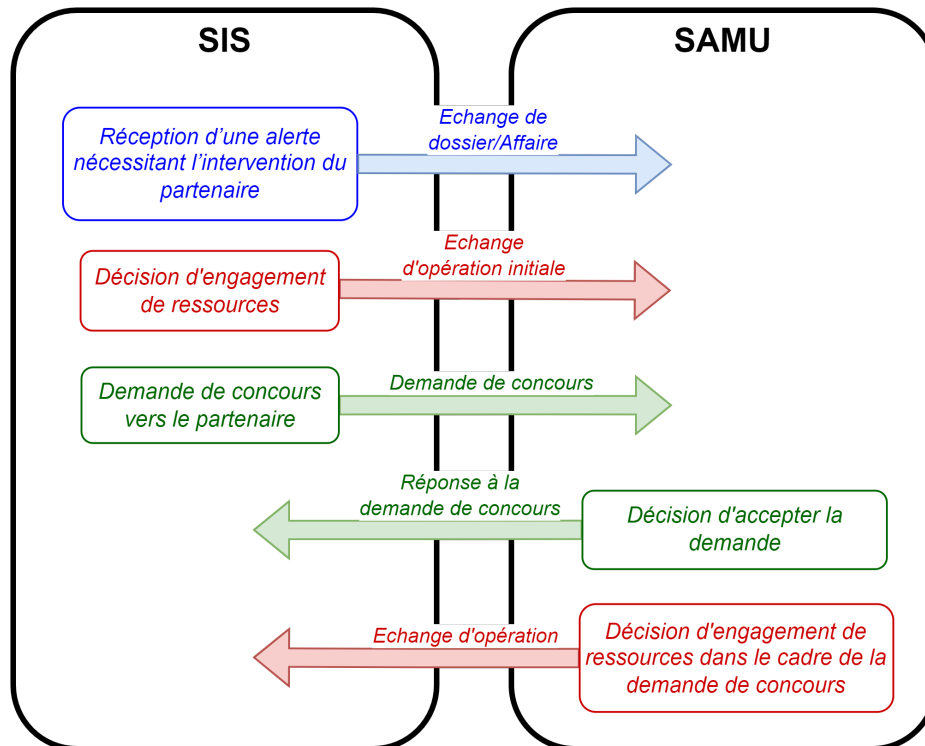 SIS
SAMU
Echange de
dossier/Affaire
Réception d’une alerte
nécessitant l’intervention du
partenaire
Echange
d'opération initiale
Décision d'engagement
de ressources
Demande de concours
Demande de concours
vers le partenaire
Réponse à la
demande de concours
Décision d'accepter la
demande
Echange d'opération
Décision d'engagement de
ressources dans le cadre de la
demande de concours